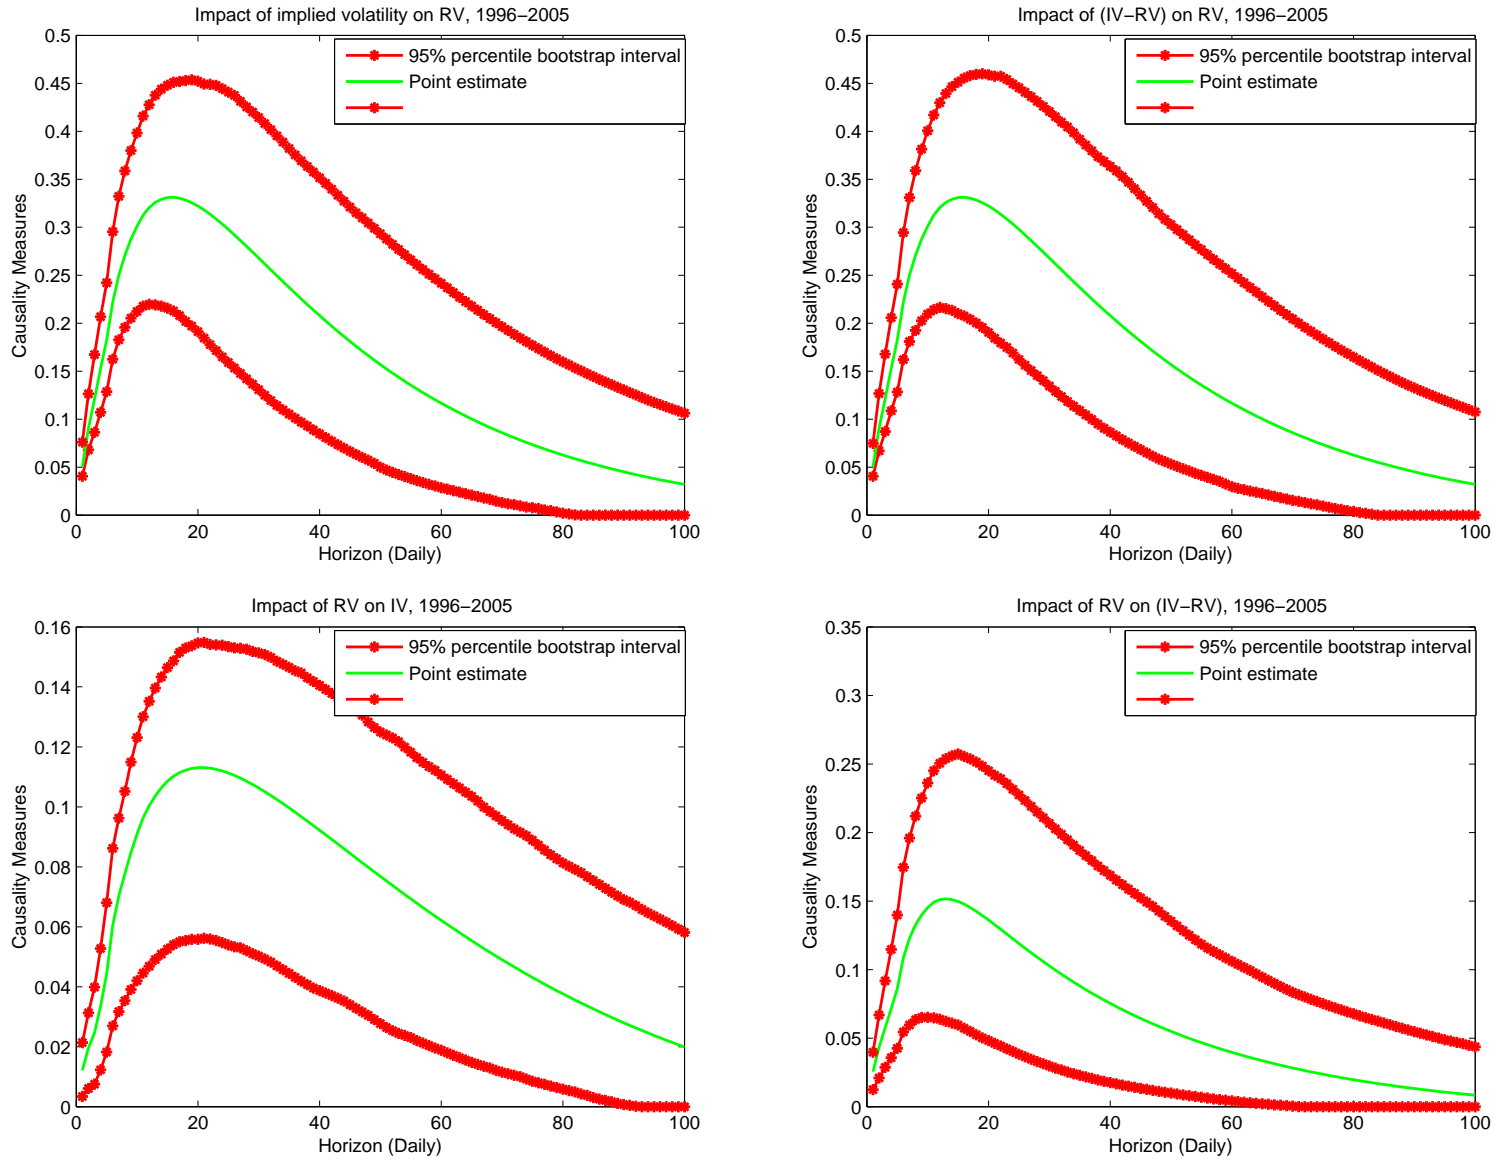 Impact of implied volatility on RV, 1996−2005
0.5
0.45
0.4
0.35
0.3
0.25
0.2
0.15
0.1
0.05
0
Causality Measures
95% percentile bootstrap interval
Point estimate
0 20 40 60 80 100
Horizon (Daily)
Impact of (IV−RV) on RV, 1996−2005
0.5
0.45
0.4
0.35
0.3
0.25
0.2
0.15
0.1
0.05
0
Causality Measures
95% percentile bootstrap interval
Point estimate
0 20 40 60 80 100
Horizon (Daily)
Impact of RV on IV, 1996−2005
0.16
0.14
0.12
0.1
0.08
0.06
0.04
0.02
0
Causality Measures
95% percentile bootstrap interval
Point estimate
0 20 40 60 80 100
Horizon (Daily)
Impact of RV on (IV−RV), 1996−2005
0.35
0.3
0.25
0.2
0.15
0.1
0.05
0
Causality Measures
95% percentile bootstrap interval
Point estimate
0 20 40 60 80 100
Horizon (Daily)